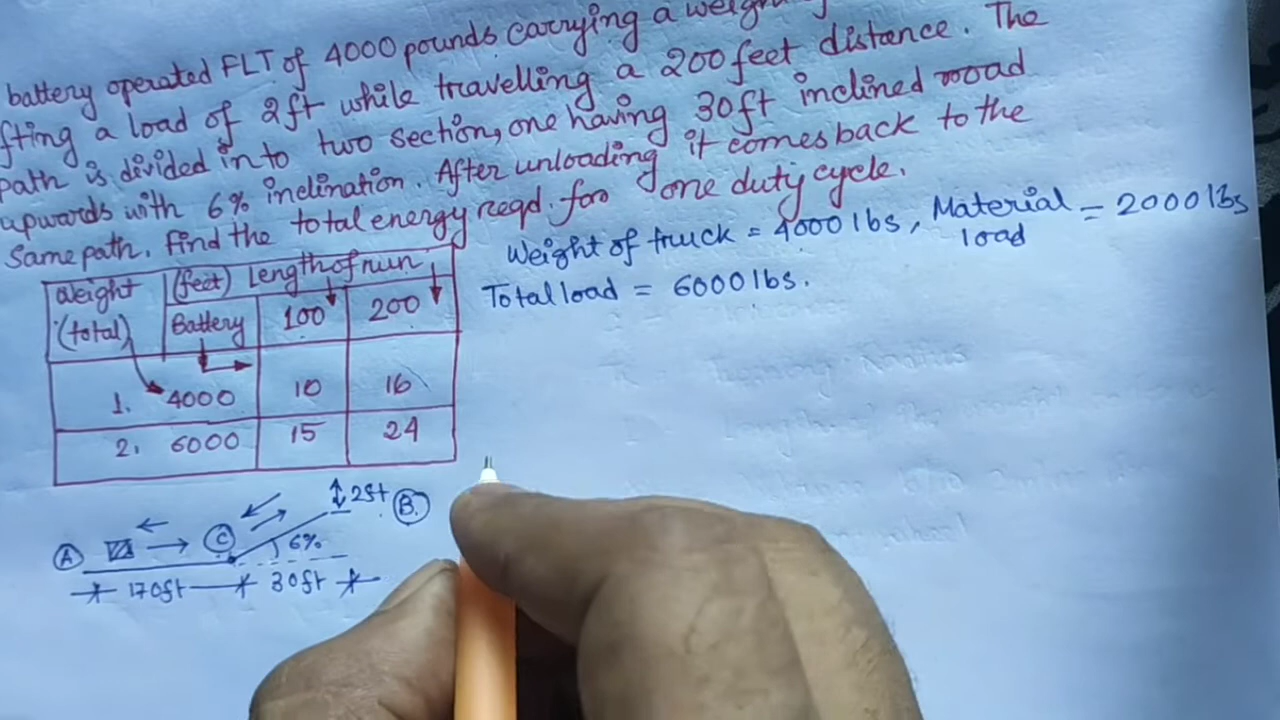 battery operated FLT of 4000 pounds carrying a
fting a load of 2ft while travelling a 200 feet distance. The
path is divided in to two section, one having 30ft inclined road
upwards with 6% inclination. After unloading it comes back to the
Same path. find the total energy reqd. for one duty cycle.
Weight of truck = 4000 lbs, Material load = 2000 lbs
Total load = 6000 lbs.
Weight (total) (feet) Length of run
Battery 100 200
1. 4000 10 16
2. 6000 15 24
2ft B
A C 6%
170ft 30ft